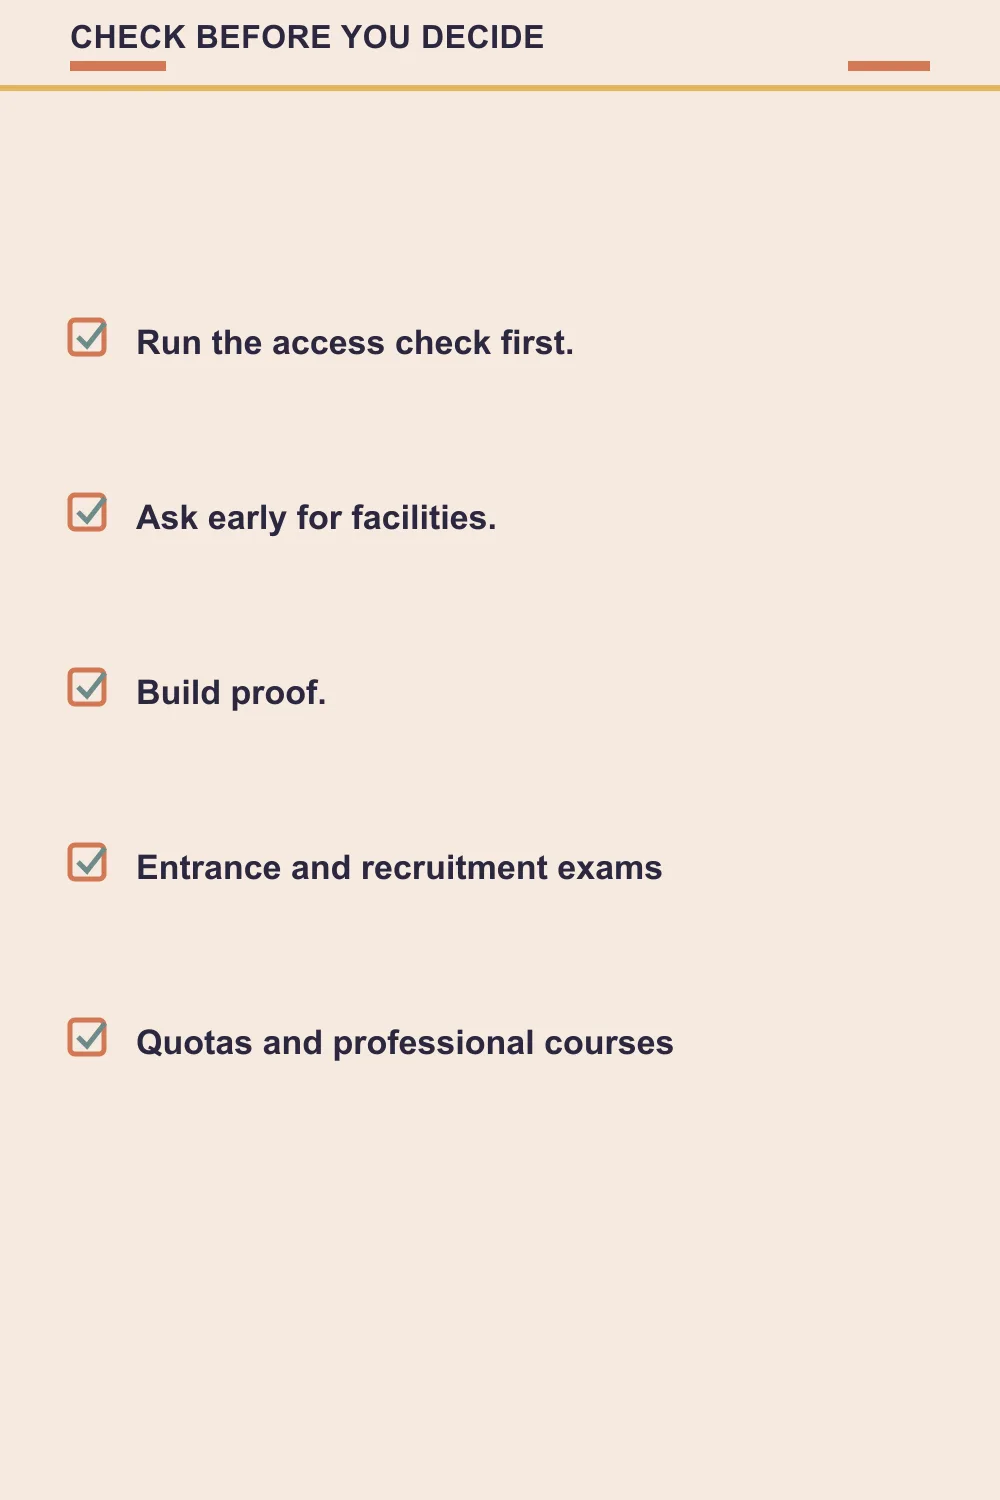 CHECK BEFORE YOU DECIDE
Run the access check first.
Ask early for facilities.
Build proof.
Entrance and recruitment exams
Quotas and professional courses